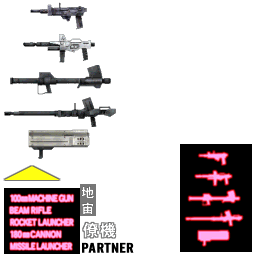 地
宙
100mm MACHINE GUN
BEAM RIFLE
ROCKET LAUNCHER
180mm CANNON
MISSILE LAUNCHER
僚機
PARTNER